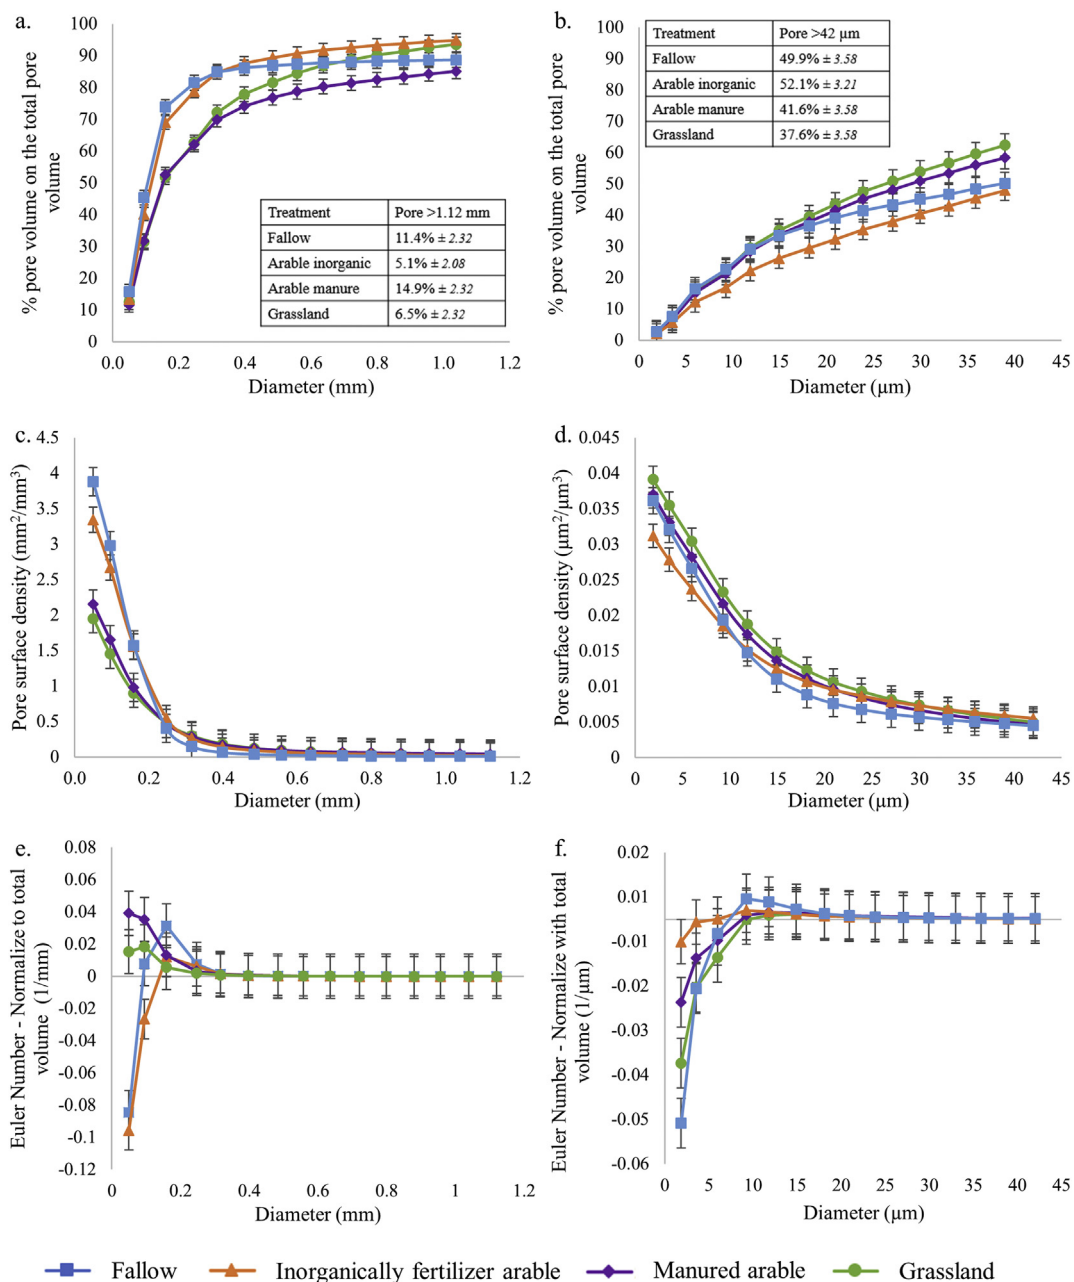 a.
% pore volume on the total pore
volume
100
90
80
70
60
50
40
30
20
10
0
0.0
0.2
0.4
0.6
0.8
1.0
1.2
Diameter (mm)
Treatment
Pore >1.12 mm
Fallow
11.4% ± 2.32
Arable inorganic
5.1% ± 2.08
Arable manure
14.9% ± 2.32
Grassland
6.5% ± 2.32
b.
% pore volume on the total pore
volume
100
90
80
70
60
50
40
30
20
10
0
0
5
10
15
20
25
30
35
40
45
Diameter (µm)
Treatment
Pore >42 µm
Fallow
49.9% ± 3.58
Arable inorganic
52.1% ± 3.21
Arable manure
41.6% ± 3.58
Grassland
37.6% ± 3.58
c.
Pore surface density (mm²/mm³)
4.5
4
3.5
3
2.5
2
1.5
1
0.5
0
0.0
0.2
0.4
0.6
0.8
1.0
1.2
Diameter (mm)
d.
Pore surface density (µm²/µm³)
0.045
0.04
0.035
0.03
0.025
0.02
0.015
0.01
0.005
0
0
5
10
15
20
25
30
35
40
45
Diameter (µm)
e.
Euler Number - Normalize to total
volume (1/mm)
0.08
0.06
0.04
0.02
0
-0.02
-0.04
-0.06
-0.08
-0.1
-0.12
0
0.2
0.4
0.6
0.8
1
1.2
Diameter (mm)
f.
Euler Number - Normalize with total
volume (1/µm)
0.02
0.01
-0.01
-0.02
-0.03
-0.04
-0.05
-0.06
0
5
10
15
20
25
30
35
40
45
Diameter (µm)
Fallow
Inorganically fertilizer arable
Manured arable
Grassland